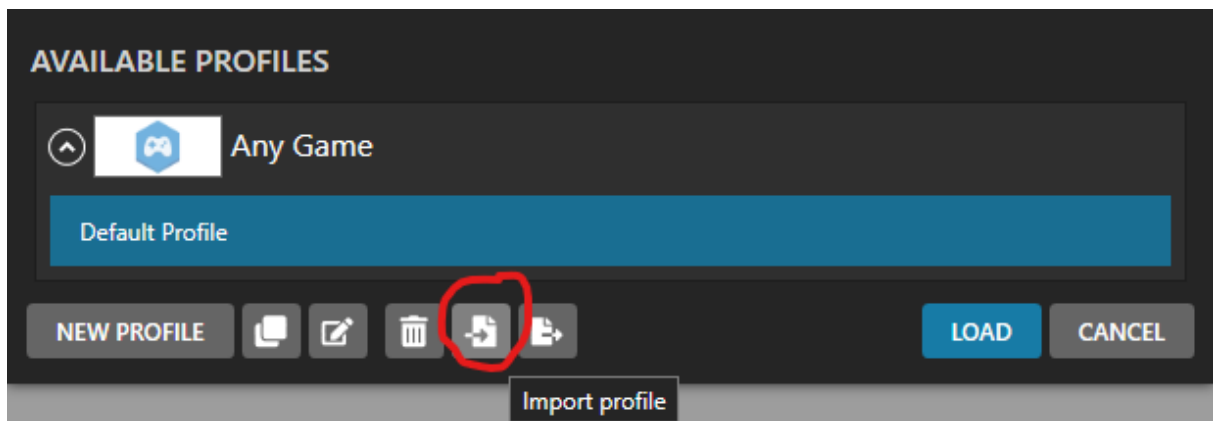 AVAILABLE PROFILES
Any Game
Default Profile
NEW PROFILE LOAD CANCEL
Import profile